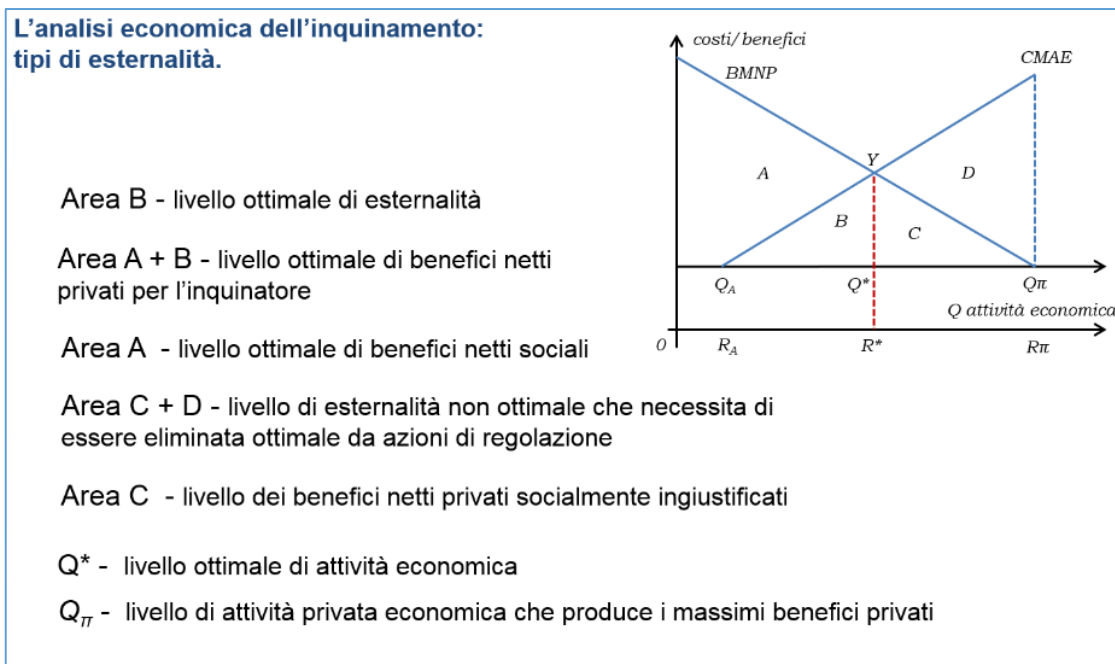 L'analisi economica dell'inquinamento:
tipi di esternalità.
costi/benefici
BMNP
CMAE
Y
A
D
B
C
Q_A
Q*
Qπ
Q attività economica
0
R_A
R*
Rπ
Area B - livello ottimale di esternalità
Area A + B - livello ottimale di benefici netti
privati per l'inquinatore
Area A - livello ottimale di benefici netti sociali
Area C + D - livello di esternalità non ottimale che necessita di
essere eliminata ottimale da azioni di regolazione
Area C - livello dei benefici netti privati socialmente ingiustificati
Q* - livello ottimale di attività economica
Q_π - livello di attività privata economica che produce i massimi benefici privati